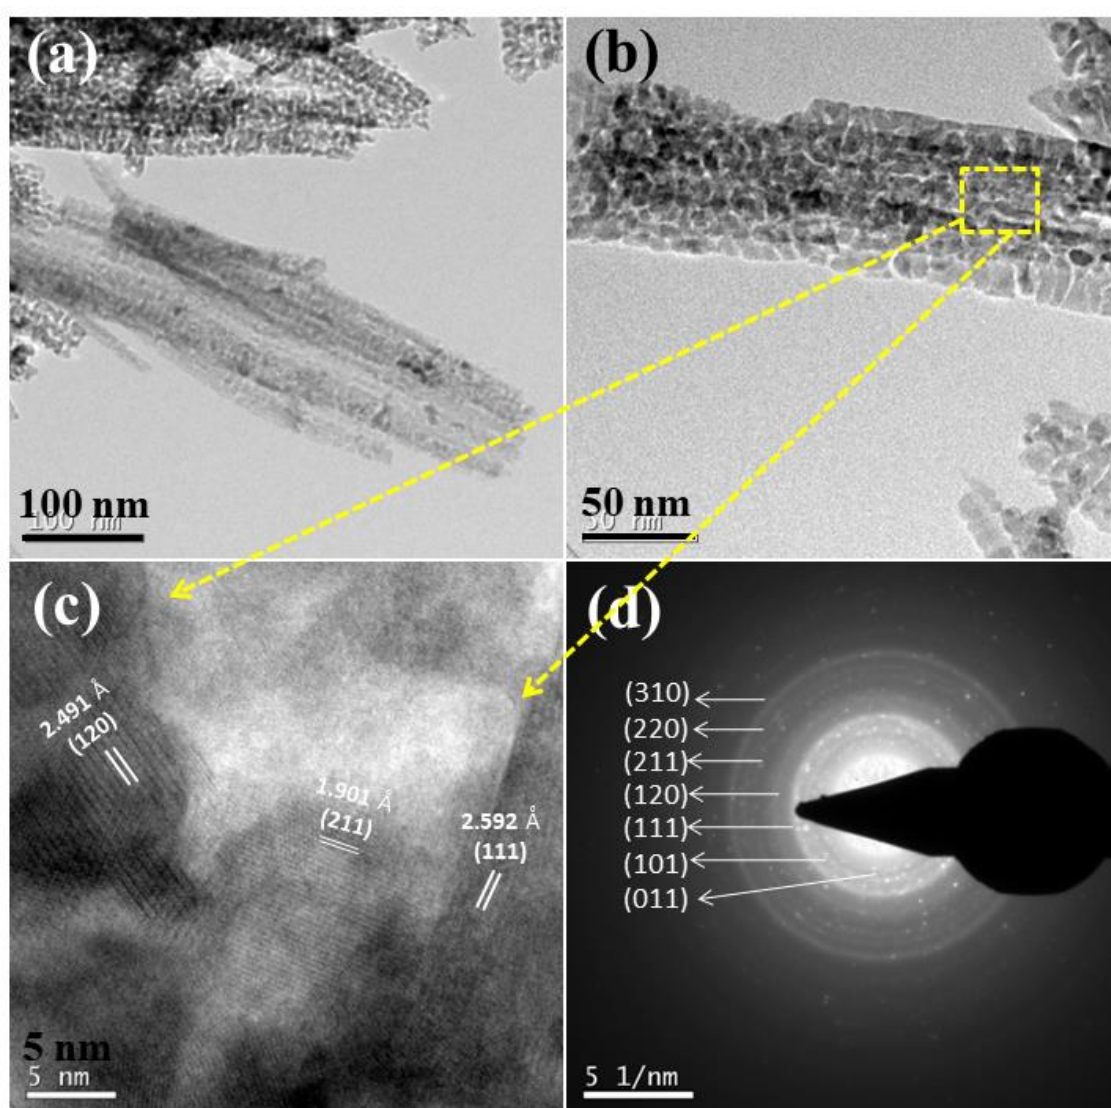 (a)
100 nm
100 nm
(b)
50 nm
50 nm
(c)
2.491 Å
(120)
1.901 Å
(211)
2.592 Å
(111)
5 nm
5 nm
(d)
(310)
(220)
(211)
(120)
(111)
(101)
(011)
5 1/nm